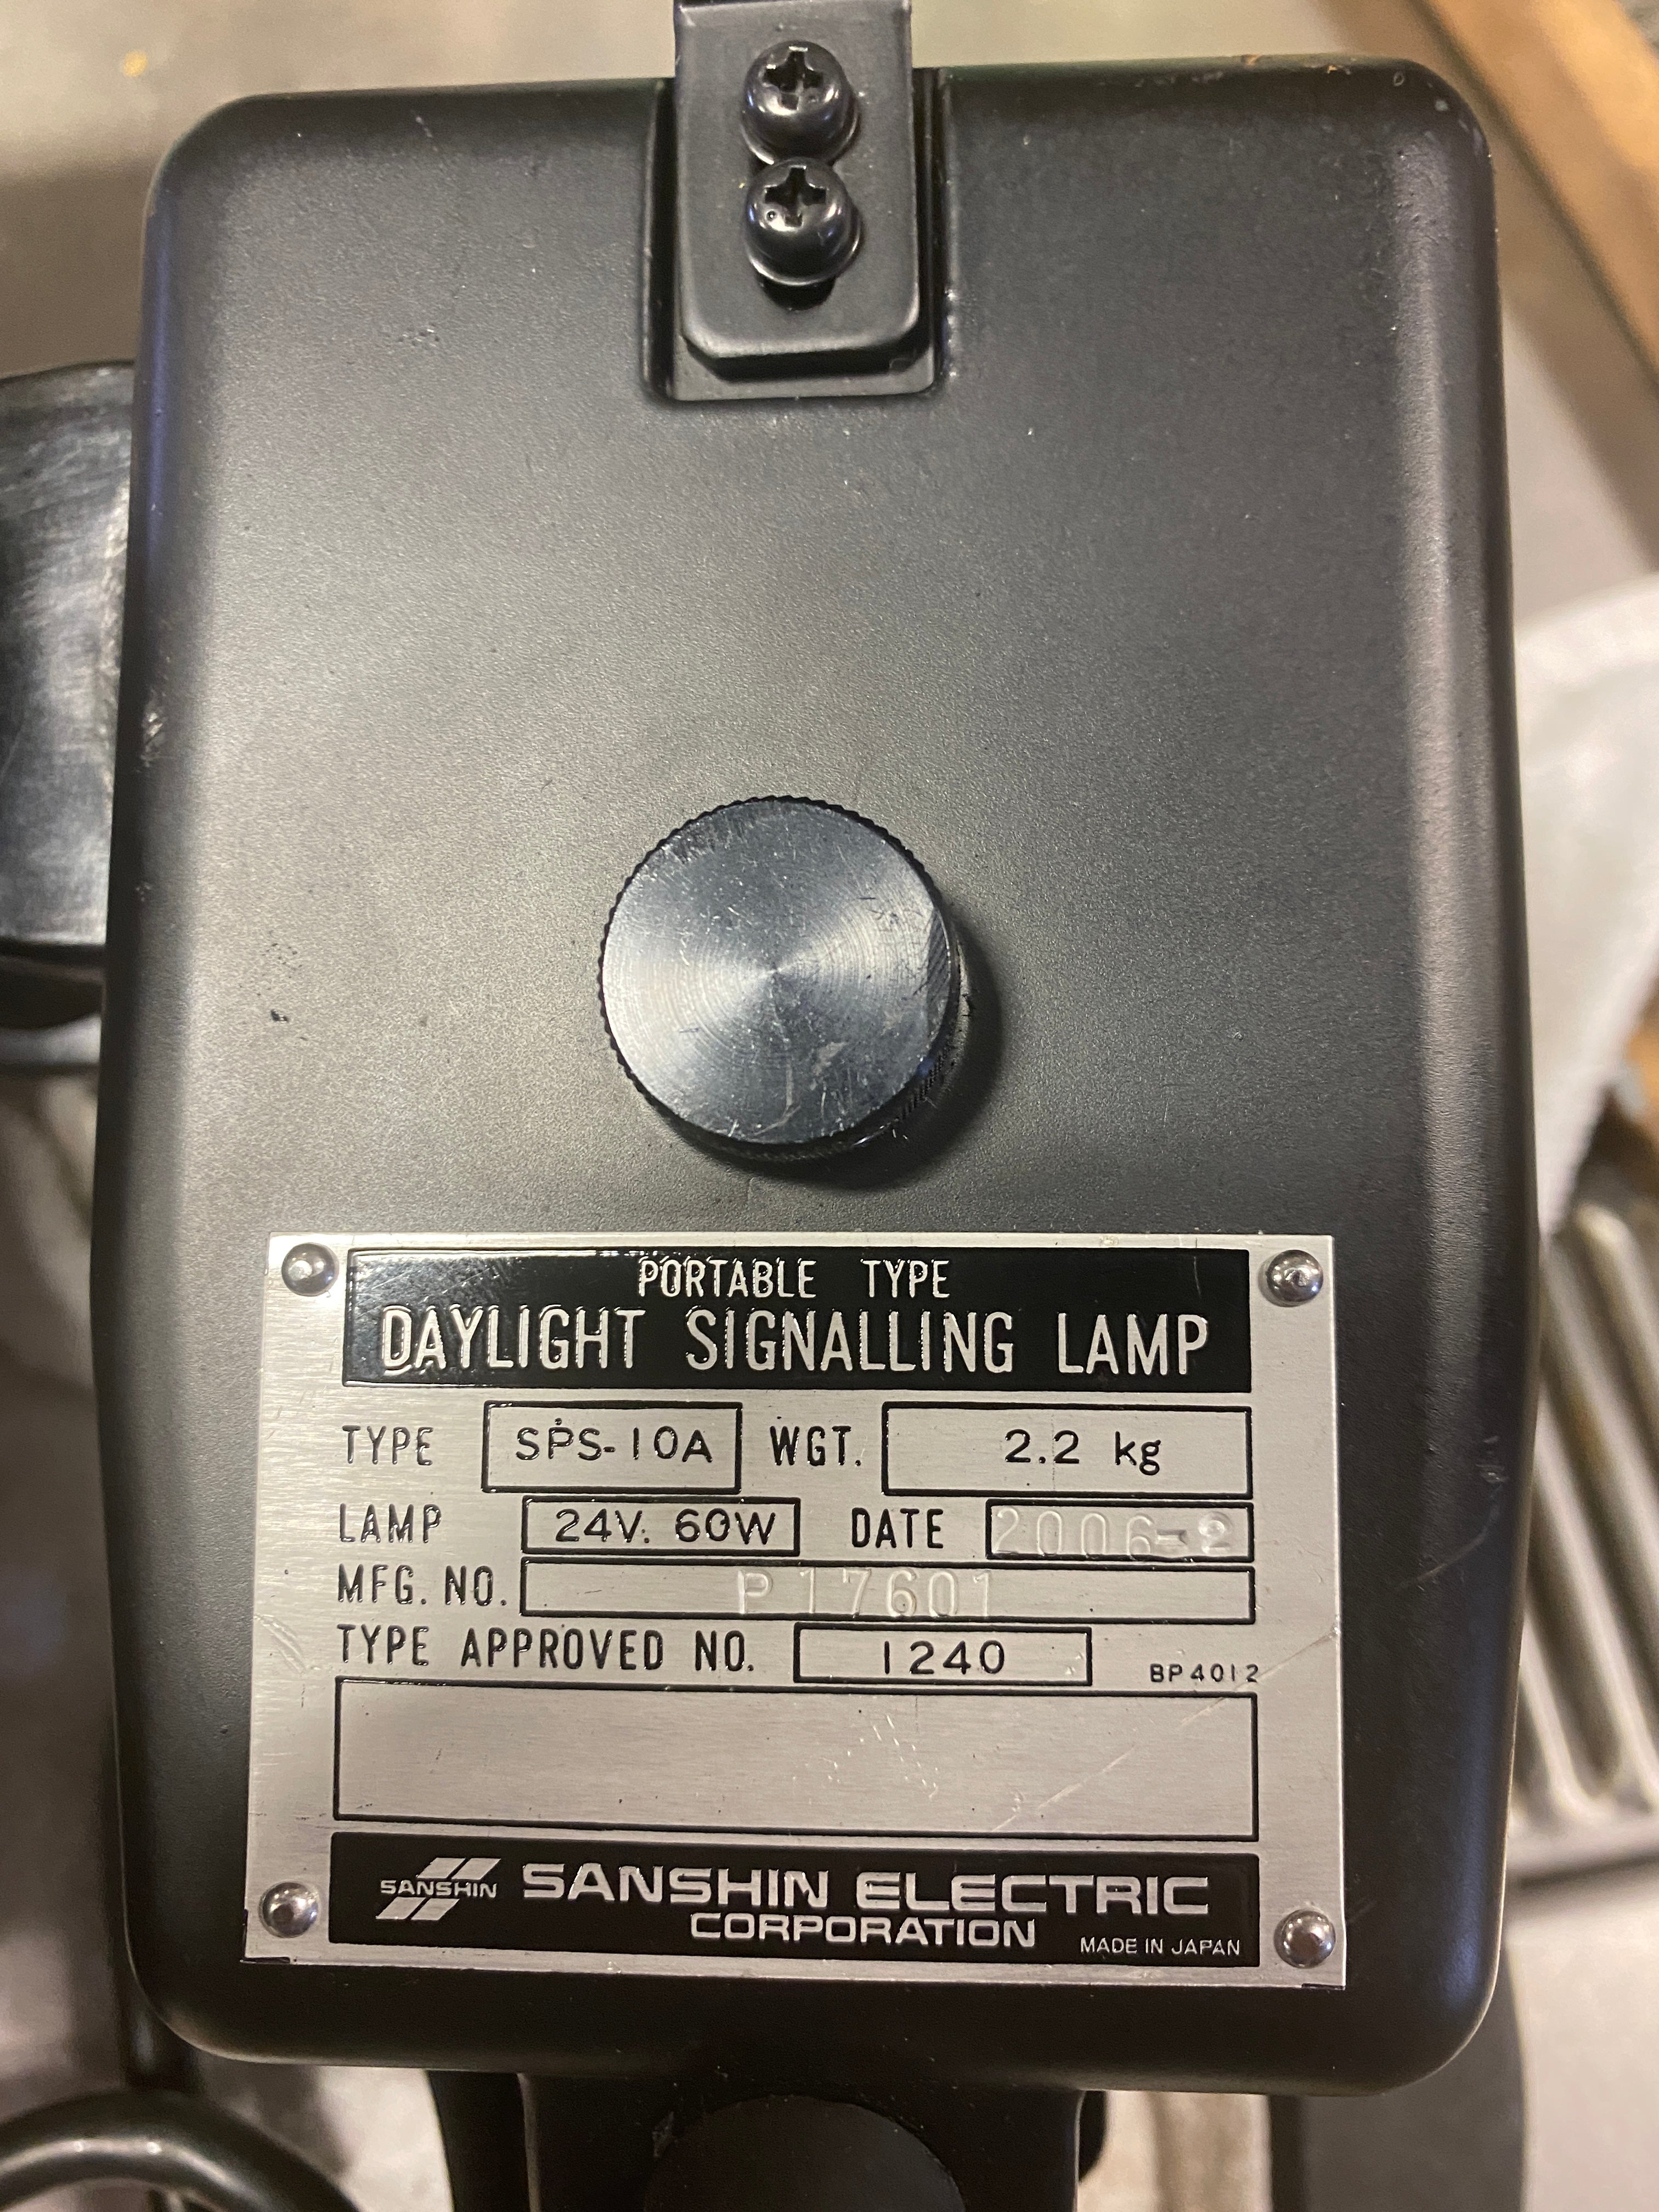 PORTABLE TYPE
DAYLIGHT SIGNALLING LAMP
TYPE SPS-10A WGT. 2.2 kg
LAMP 24V. 60W DATE 2006-2
MFG. NO. P17601
TYPE APPROVED NO. 1240 BP4012
SANSHIN SANSHIN ELECTRIC
CORPORATION MADE IN JAPAN